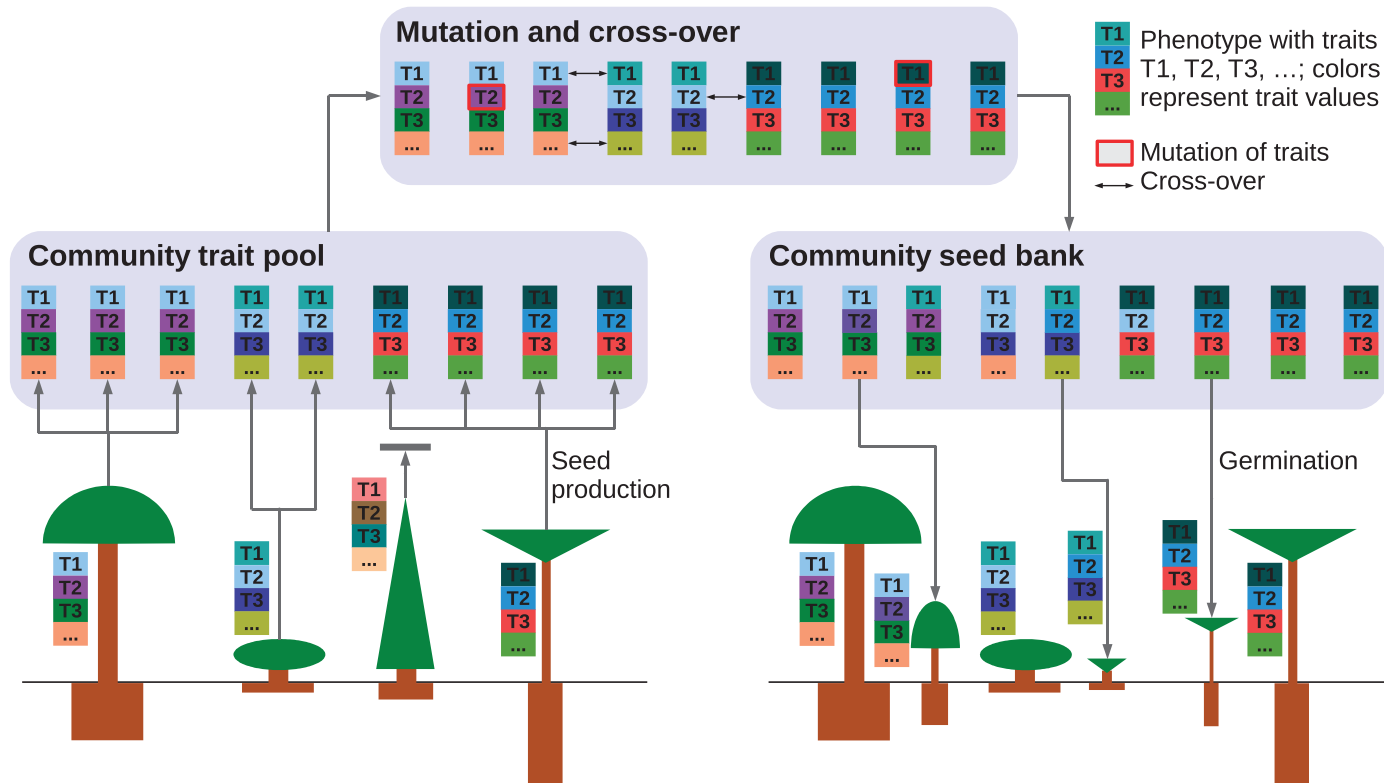 Mutation and cross-over
T1 T1 T1 T1 T1 T1 T1 T1 T1
T2 T2 T2 T2 T2 T2 T2 T2 T2
T3 T3 T3 T3 T3 T3 T3 T3 T3
... ... ... ... ... ... ... ... ...
T1
T2
T3
...
Phenotype with traits
T1, T2, T3, ...; colors
represent trait values
Mutation of traits
Cross-over
Community trait pool
T1 T1 T1 T1 T1 T1 T1 T1 T1
T2 T2 T2 T2 T2 T2 T2 T2 T2
T3 T3 T3 T3 T3 T3 T3 T3 T3
... ... ... ... ... ... ... ... ...
Community seed bank
T1 T1 T1 T1 T1 T1 T1 T1 T1
T2 T2 T2 T2 T2 T2 T2 T2 T2
T3 T3 T3 T3 T3 T3 T3 T3 T3
... ... ... ... ... ... ... ... ...
Seed
production
Germination
T1
T2
T3
...
T1
T2
T3
...
T1
T2
T3
...
T1
T2
T3
...
T1
T2
T3
...
T1
T2
T3
...
T1
T2
T3
...
T1
T2
T3
...
T1
T2
T3
...
T1
T2
T3
...